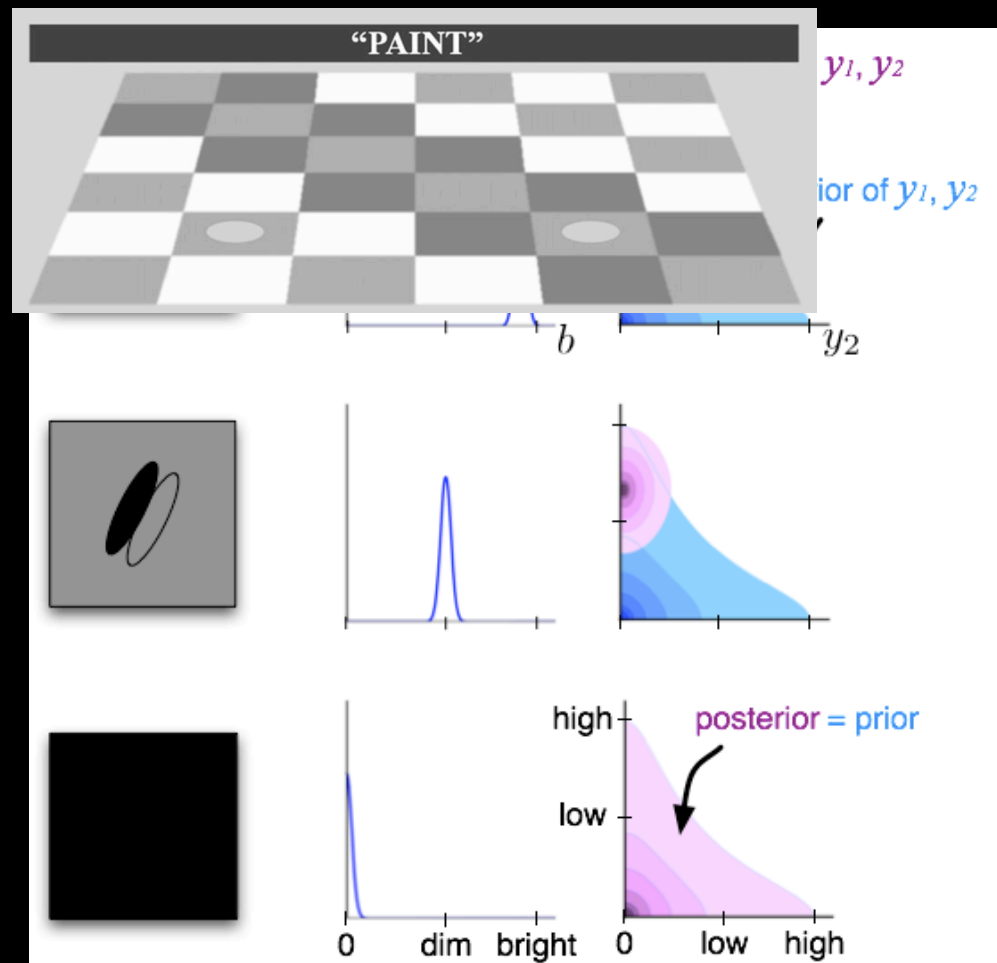 “PAINT”
y₁, y₂
ior of y₁, y₂
b
y₂
high
posterior = prior
low
0 dim bright
0 low high